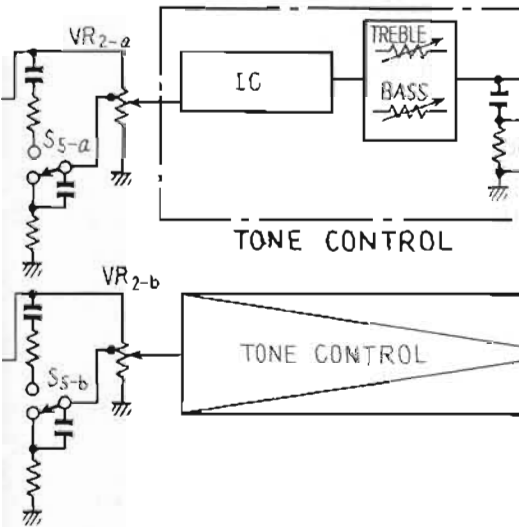 VR2-a
TREBLE
IC
BASS
S5-a
TONE CONTROL
VR2-b
TONE CONTROL
S5-b